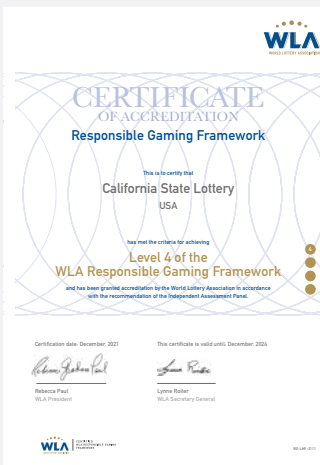 WLA
WORLD LOTTERY ASSOCIATION
CERTIFICATE
OF ACCREDITATION
Responsible Gaming Framework
This is to certify that
California State Lottery
USA
has met the criteria for achieving
Level 4 of the
WLA Responsible Gaming Framework
and has been granted accreditation by the World Lottery Association in accordance
with the recommendation of the Independent Assessment Panel.
4
Certification date: December, 2021
This certificate is valid until: December, 2024
Rebecca Paul
WLA President
Lynne Roiter
WLA Secretary General
WLA